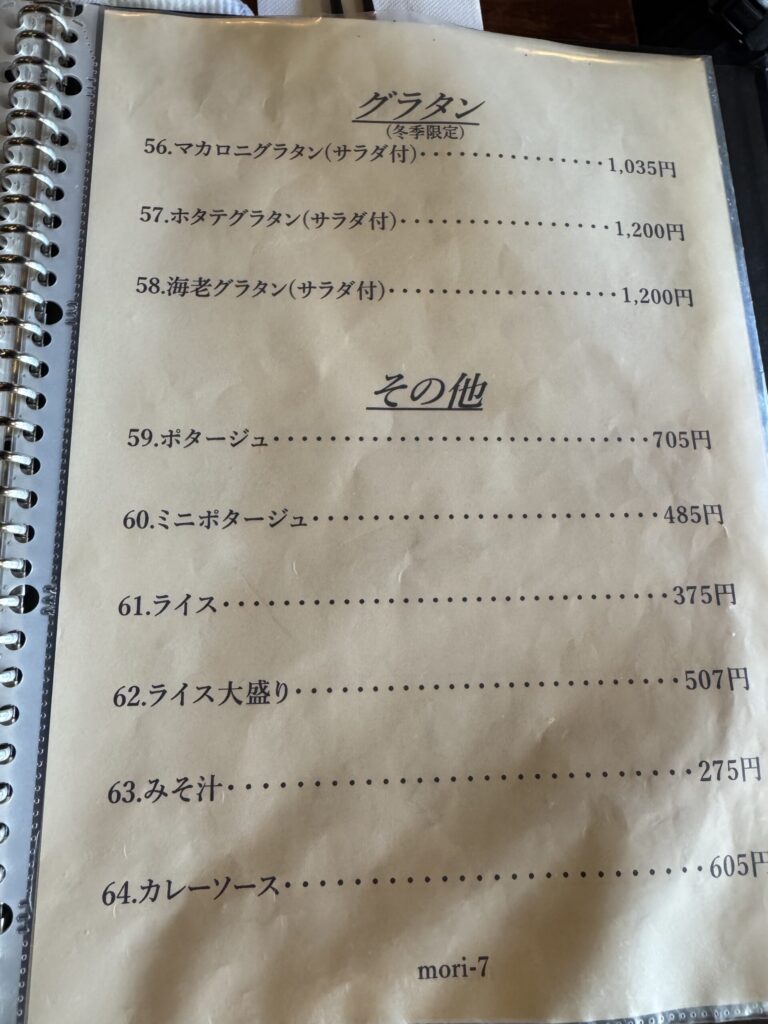 グラタン
(冬季限定)
56.マカロニグラタン(サラダ付)・・・・・・・・・・・・・・・・1,035円
57.ホタテグラタン(サラダ付)・・・・・・・・・・・・・・・・・・1,200円
58.海老グラタン(サラダ付)・・・・・・・・・・・・・・・・・・・・1,200円
その他
59.ポタージュ・・・・・・・・・・・・・・・・・・・・・・・・・・・・・・・・705円
60.ミニポタージュ・・・・・・・・・・・・・・・・・・・・・・・・・・・・・485円
61.ライス・・・・・・・・・・・・・・・・・・・・・・・・・・・・・・・・・・・・375円
62.ライス大盛り・・・・・・・・・・・・・・・・・・・・・・・・・・・・507円
63.みそ汁・・・・・・・・・・・・・・・・・・・・・・・・・・・・・・・・・275円
64.カレーソース・・・・・・・・・・・・・・・・・・・・・・・・・・・・・605円
mori-7